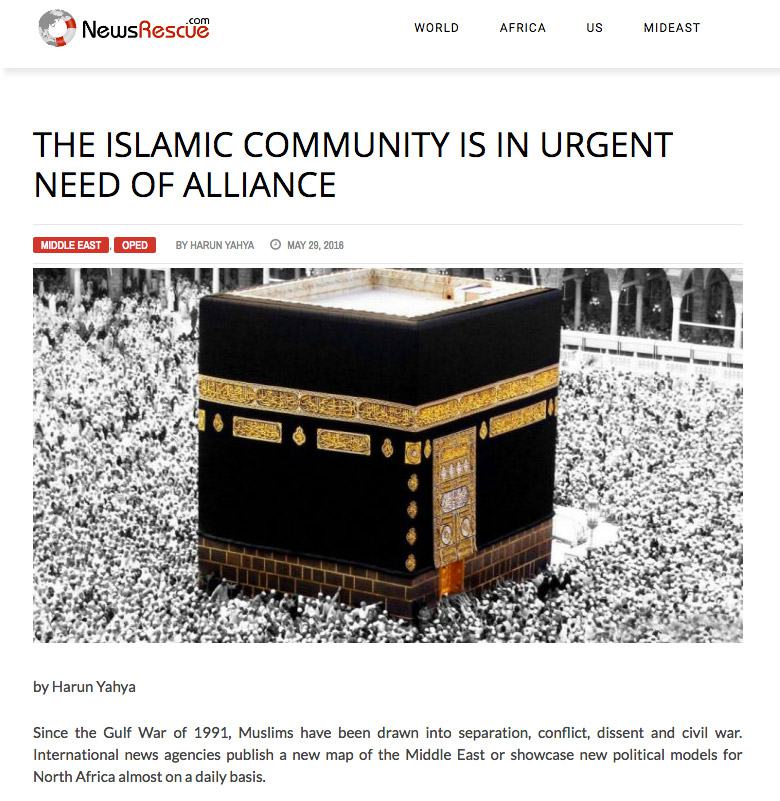 NewsRescue.com
WORLD AFRICA US MIDEAST
THE ISLAMIC COMMUNITY IS IN URGENT
NEED OF ALLIANCE
MIDDLE EAST, OPED BY HARUN YAHYA MAY 29, 2016
by Harun Yahya
Since the Gulf War of 1991, Muslims have been drawn into separation, conflict, dissent and civil war.
International news agencies publish a new map of the Middle East or showcase new political models for
North Africa almost on a daily basis.